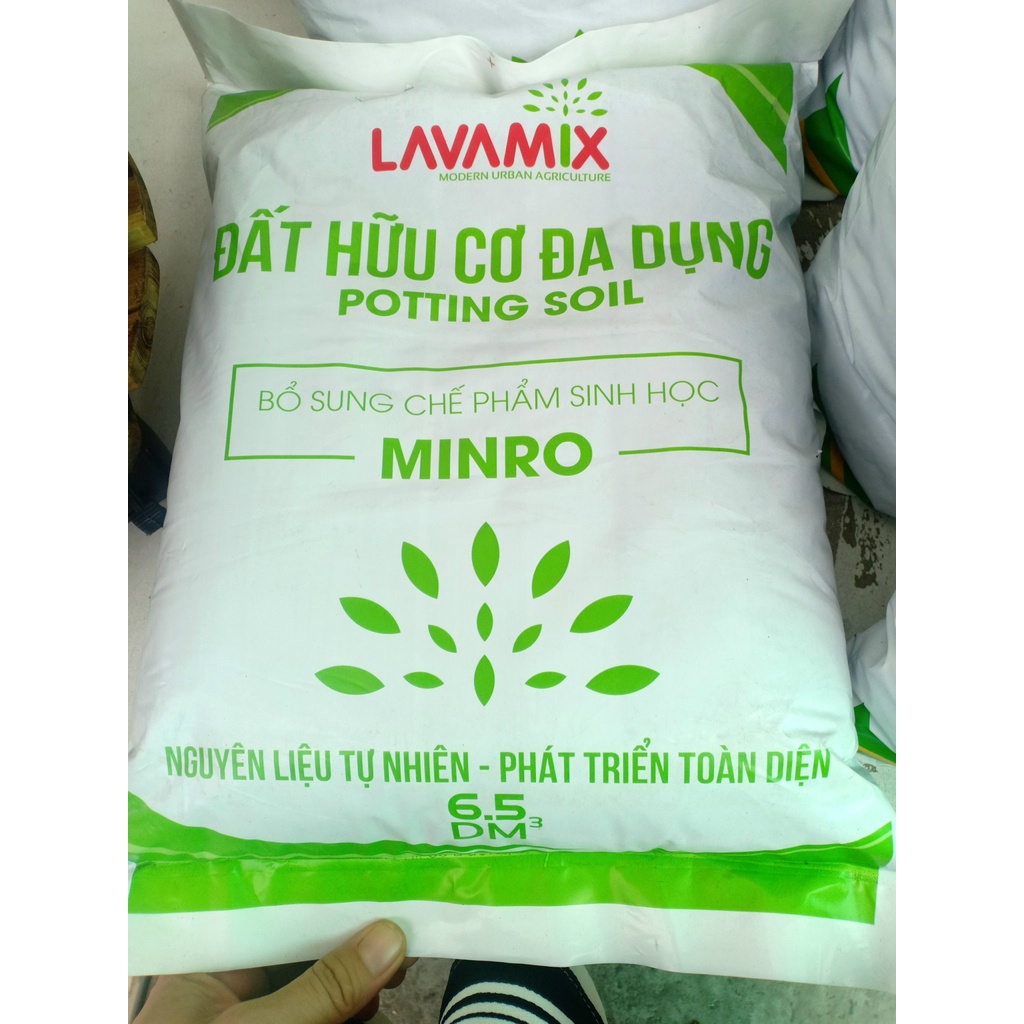 LAVAMIX
MODERN URBAN AGRICULTURE
ĐẤT HỮU CƠ ĐA DỤNG
POTTING SOIL
BỔ SUNG CHẾ PHẨM SINH HỌC
MINRO
NGUYÊN LIỆU TỰ NHIÊN - PHÁT TRIỂN TOÀN DIỆN
6.5
DM³